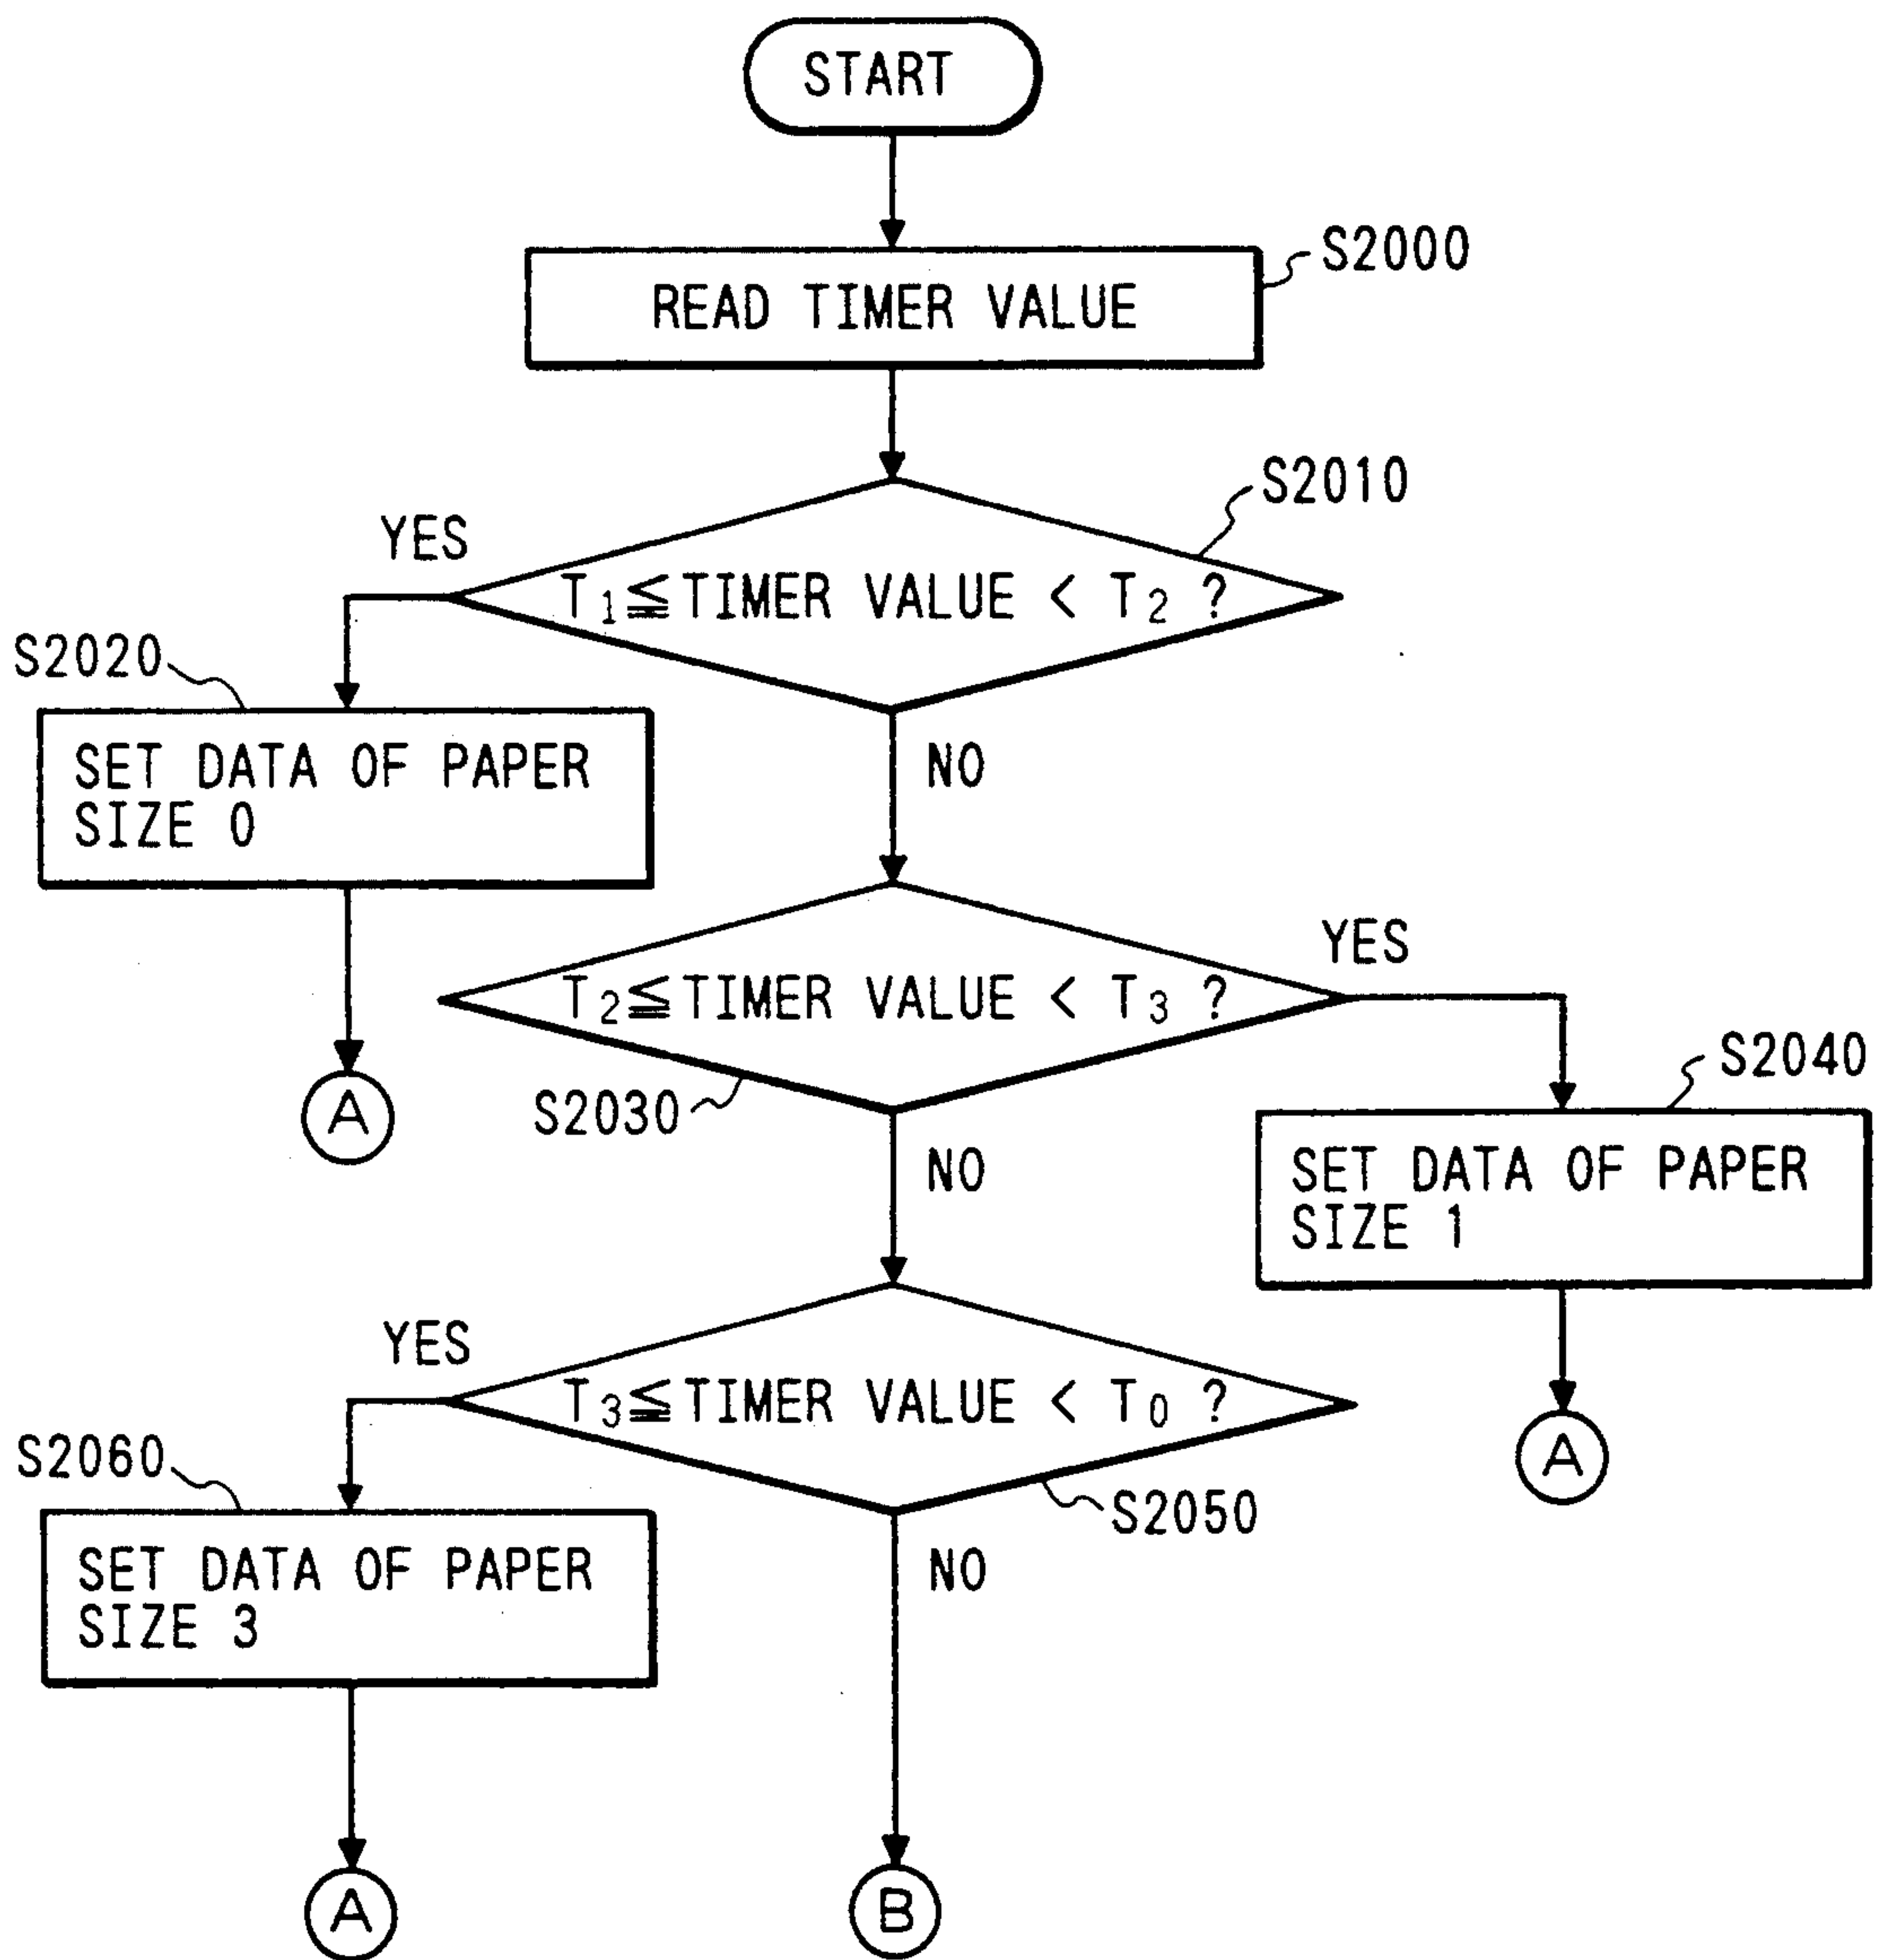 START
S2000
READ TIMER VALUE
S2010
YES
T1≦TIMER VALUE < T2 ?
S2020
SET DATA OF PAPER
SIZE 0
NO
YES
T2≦TIMER VALUE < T3 ?
S2030
S2040
A
NO
SET DATA OF PAPER
SIZE 1
YES
T3≦TIMER VALUE < T0 ?
S2060
S2050
A
SET DATA OF PAPER
SIZE 3
NO
A
B